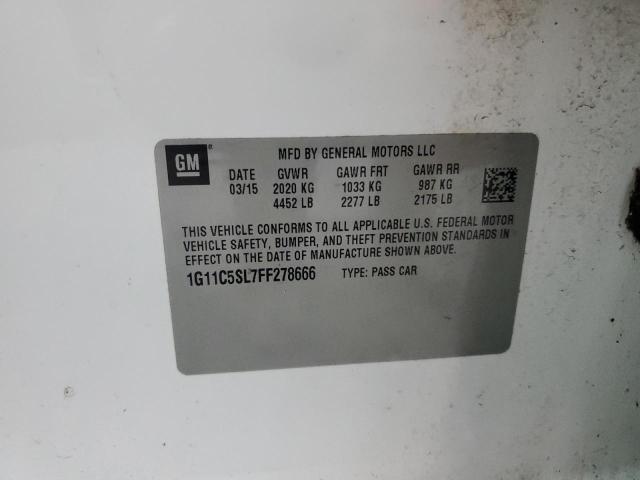 GM
MFD BY GENERAL MOTORS LLC
DATE GVWR GAWR FRT GAWR RR
03/15 2020 KG 1033 KG 987 KG
4452 LB 2277 LB 2175 LB
THIS VEHICLE CONFORMS TO ALL APPLICABLE U.S. FEDERAL MOTOR
VEHICLE SAFETY, BUMPER, AND THEFT PREVENTION STANDARDS IN
EFFECT ON THE DATE OF MANUFACTURE SHOWN ABOVE.
1G11C5SL7FF278666 TYPE: PASS CAR